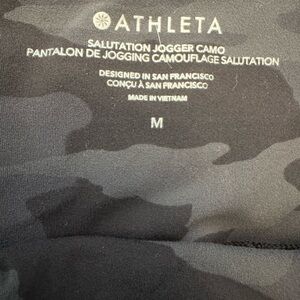 ATHLETA
SALUTATION JOGGER CAMO
PANTALON DE JOGGING CAMOUFLAGE SALUTATION
DESIGNED IN SAN FRANCISCO
CONÇU À SAN FRANCISCO
MADE IN VIETNAM
M